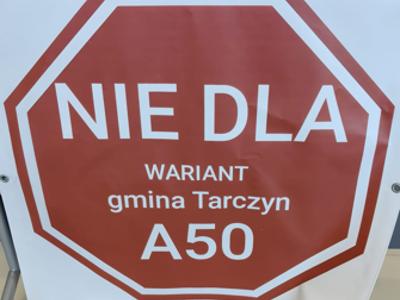 NIE DLA
WARIANT
gmina Tarczyn
A50